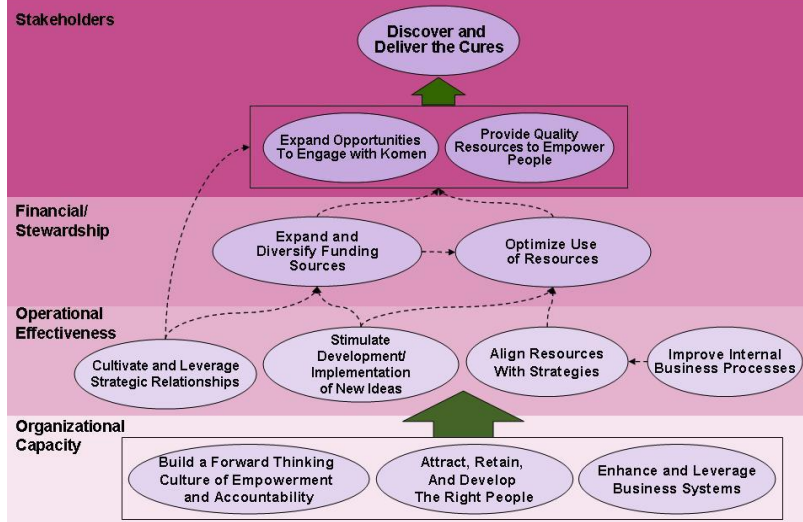 Stakeholders
Discover and
Deliver the Cures
Expand Opportunities
To Engage with Komen
Provide Quality
Resources to Empower
People
Financial/
Stewardship
Expand and
Diversify Funding
Sources
Optimize Use
of Resources
Operational
Effectiveness
Cultivate and Leverage
Strategic Relationships
Stimulate
Development/
Implementation
of New Ideas
Align Resources
With Strategies
Improve Internal
Business Processes
Organizational
Capacity
Build a Forward Thinking
Culture of Empowerment
and Accountability
Attract, Retain,
And Develop
The Right People
Enhance and Leverage
Business Systems